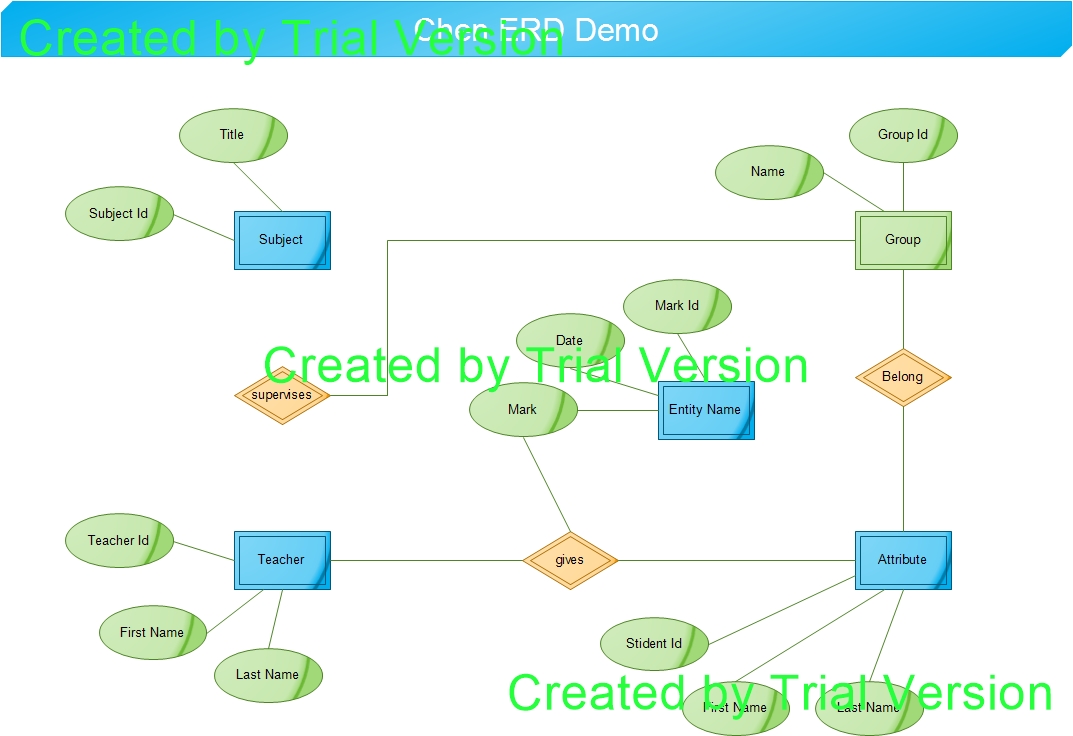 Chen ERD Demo
Created by Trial Version
Title
Group Id
Name
Subject Id
Subject
Group
Mark Id
Date
Created by Trial Version
Belong
supervises
Mark
Entity Name
Teacher Id
Teacher
gives
Attribute
First Name
Stident Id
Last Name
Created by Trial Version
First Name
Last Name